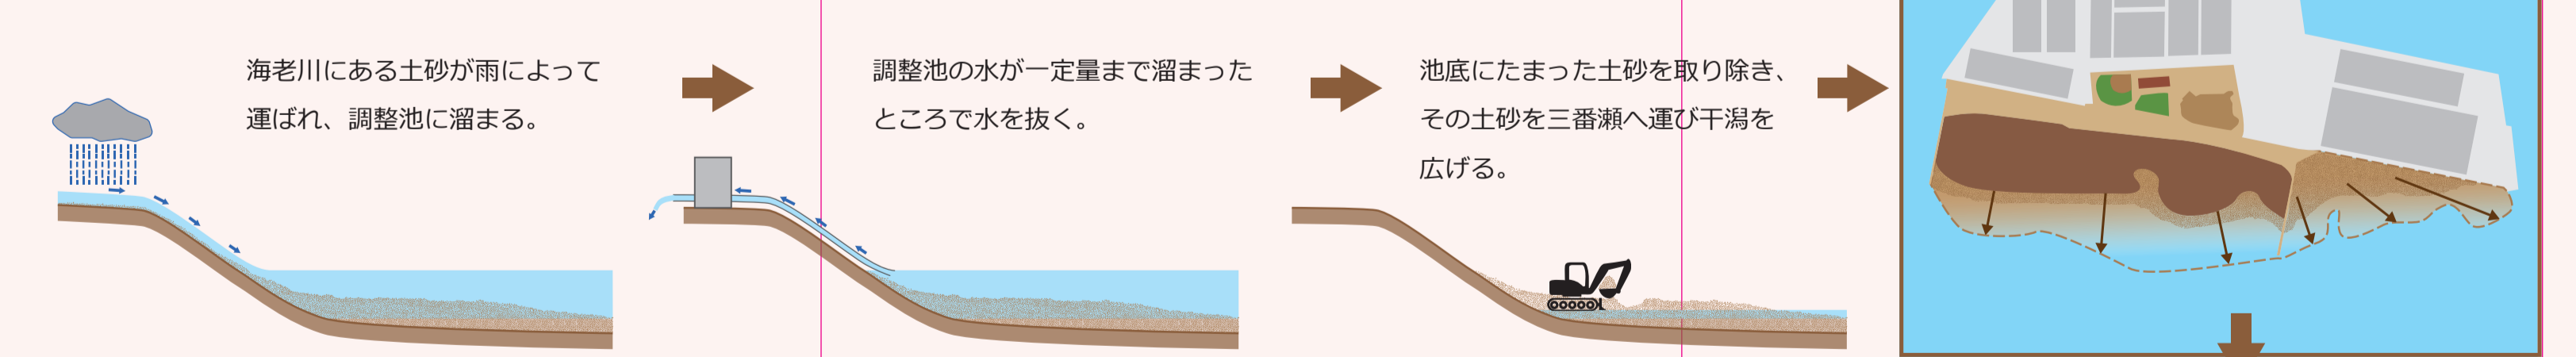 海老川にある土砂が雨によって
運ばれ、調整池に溜まる。
調整池の水が一定量まで溜まった
ところで水を抜く。
池底にたまった土砂を取り除き、
その土砂を三番瀬へ運び干潟を
広げる。